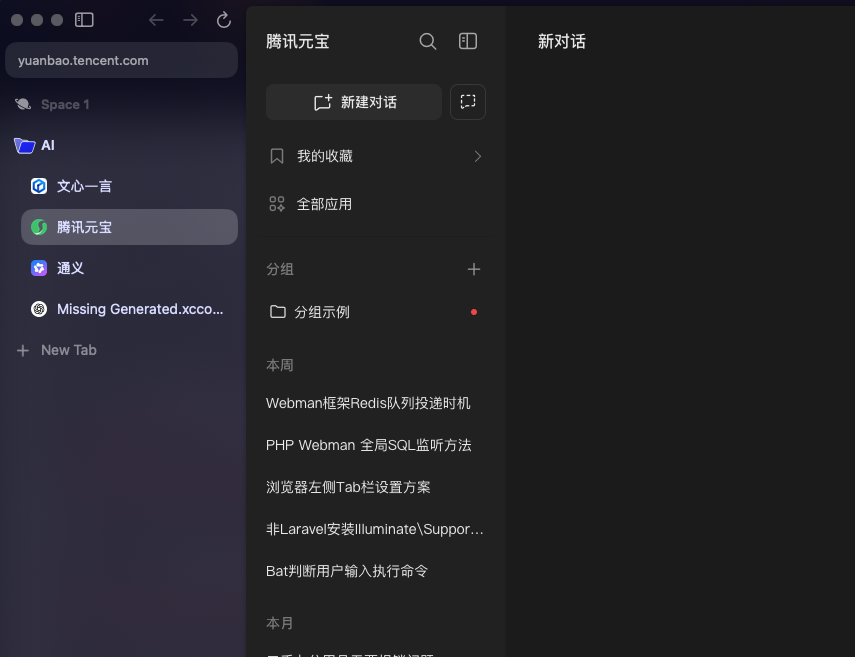 yuanbao.tencent.com
Space 1
AI
文心一言
腾讯元宝
通义
Missing Generated.xcco...
New Tab
腾讯元宝
新建对话
我的收藏
全部应用
分组
分组示例
本周
Webman框架Redis队列投递时机
PHP Webman 全局SQL监听方法
浏览器左侧Tab栏设置方案
非Laravel安装Illuminate\Suppor...
Bat判断用户输入执行命令
本月
新对话